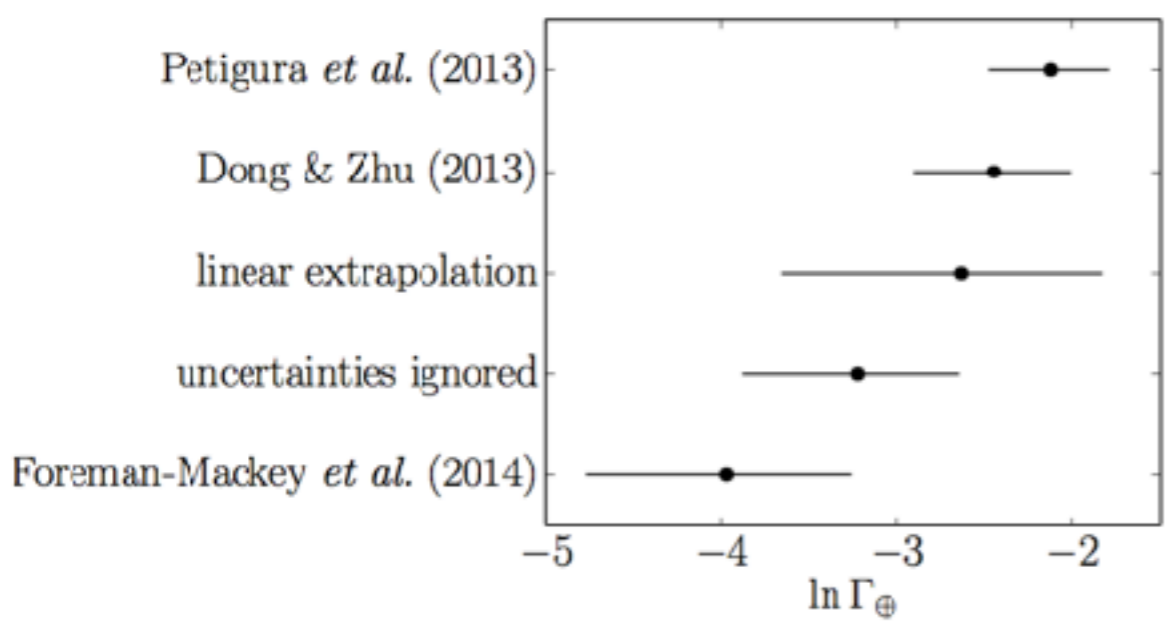 Petigura et al. (2013)
Dong & Zhu (2013)
linear extrapolation
uncertainties ignored
Foreman-Mackey et al. (2014)
−5 −4 −3 −2
ln Γ⊕